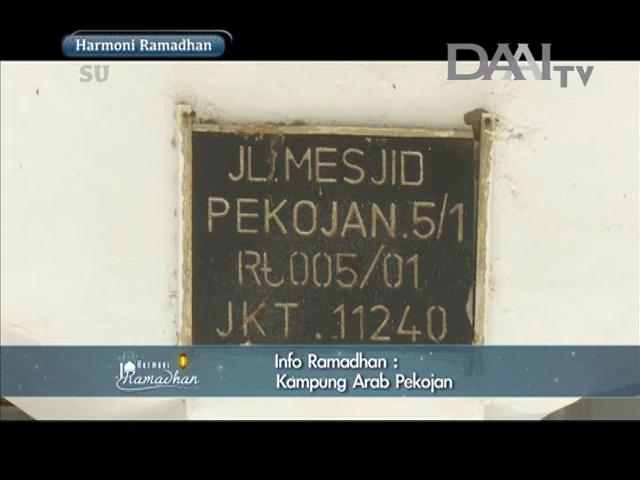 Harmoni Ramadhan
SU
DAAI TV
JL.MESJID
PEKOJAN.5/1
Rt 005/01
JKT . 11240
HARMONI
Ramadhan
Info Ramadhan :
Kampung Arab Pekojan